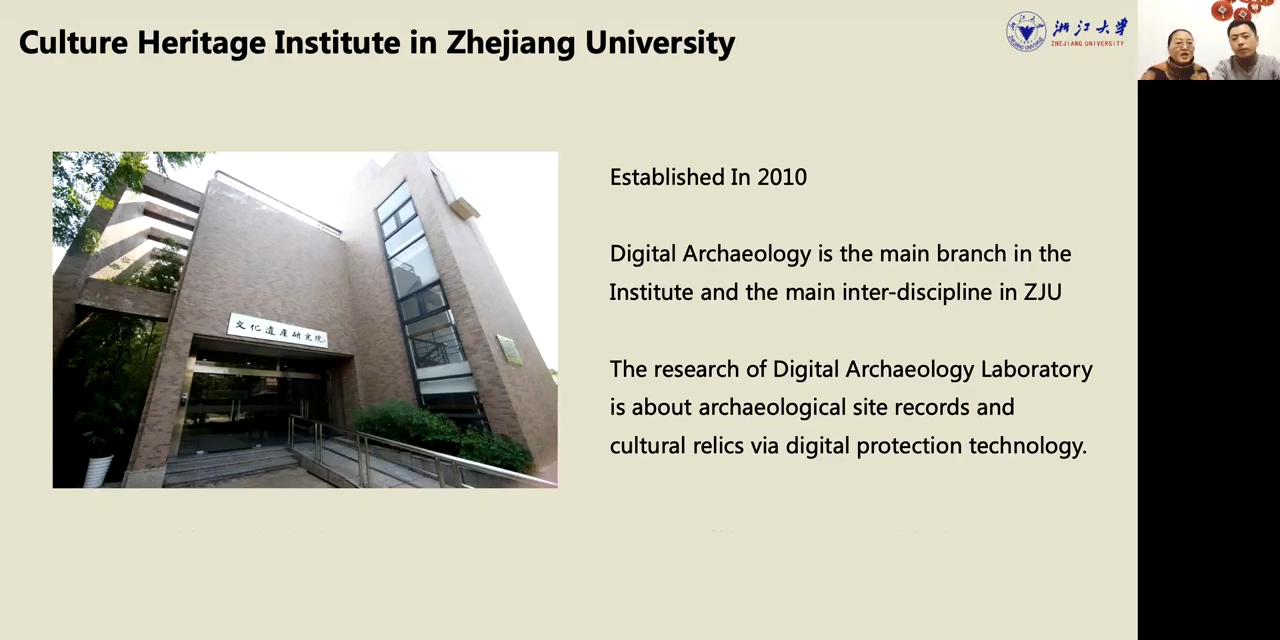 Culture Heritage Institute in Zhejiang University
浙江大学
ZHEJIANG UNIVERSITY
Established In 2010
Digital Archaeology is the main branch in the
Institute and the main inter-discipline in ZJU
The research of Digital Archaeology Laboratory
is about archaeological site records and
cultural relics via digital protection technology.
文化遺產研究院